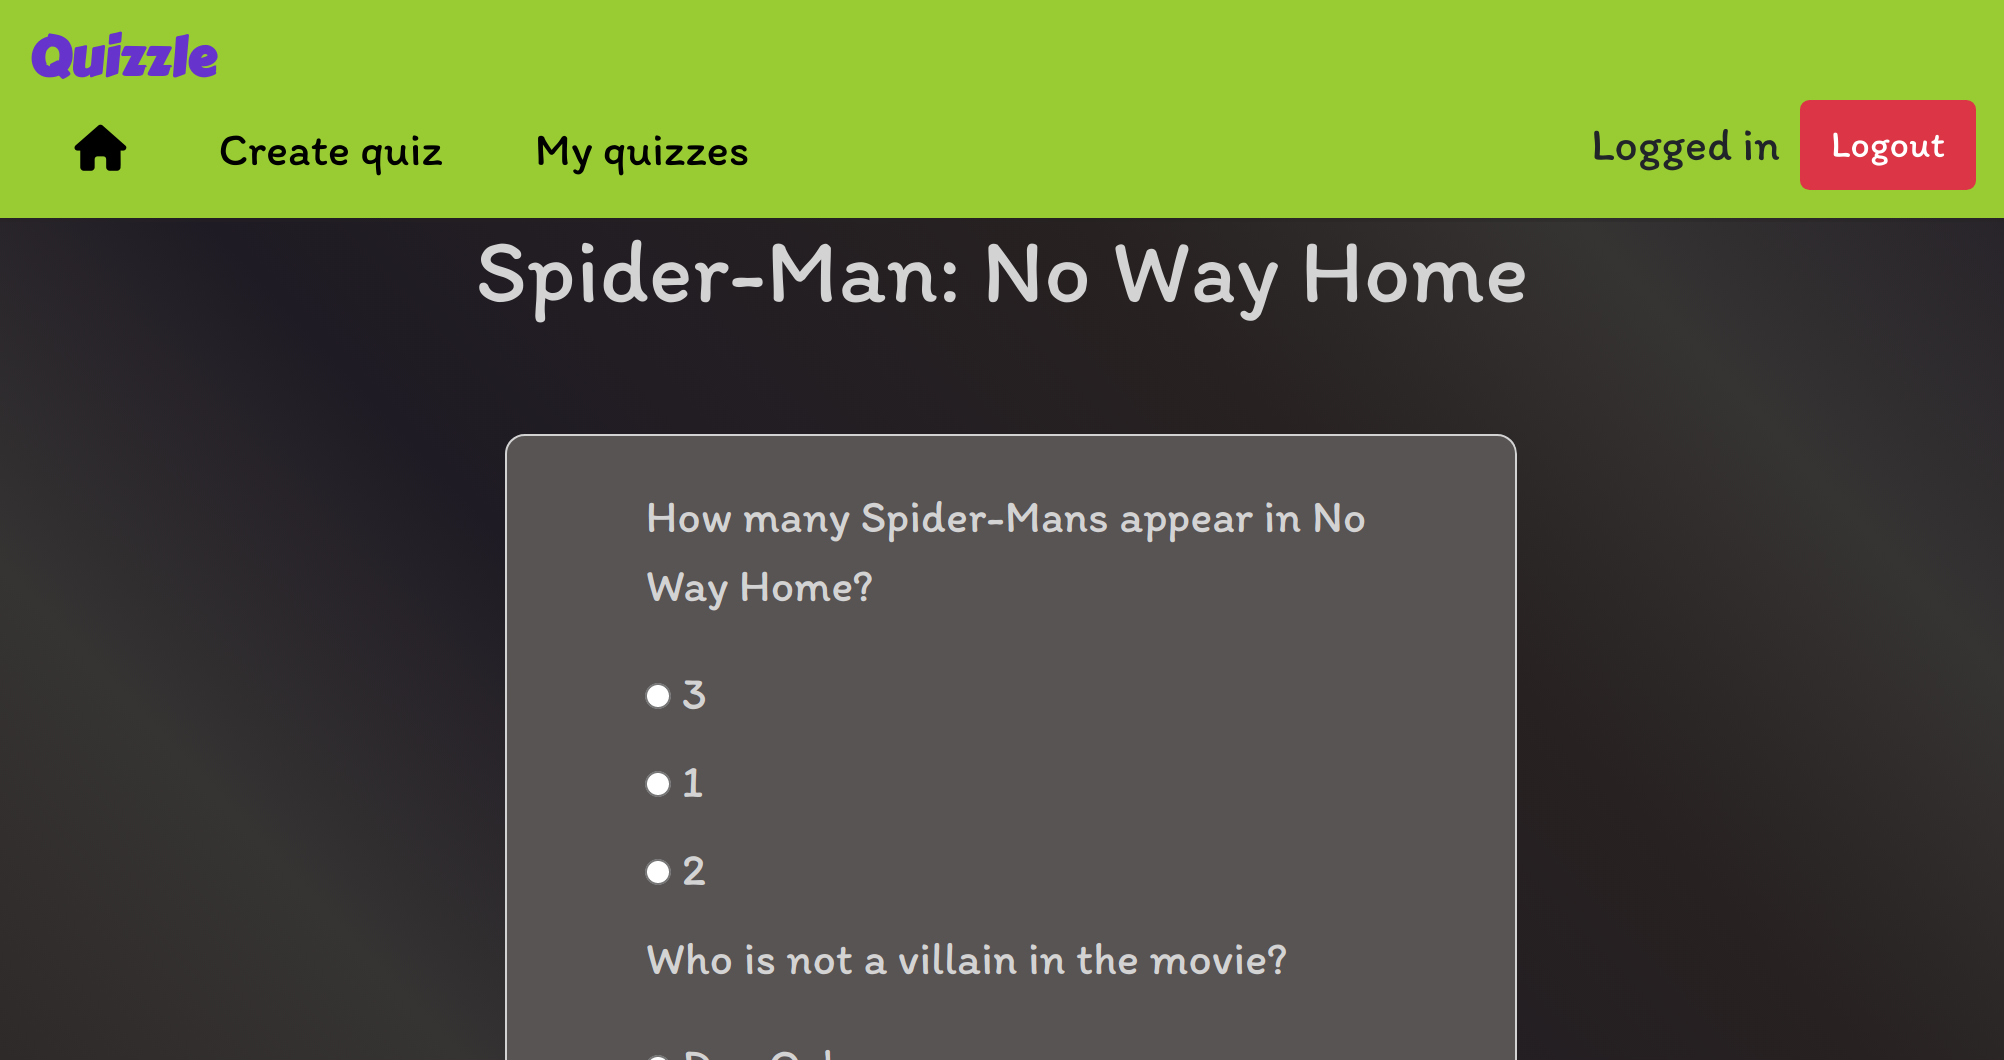 Quizzle
Create quiz
My quizzes
Logged in
Logout
Spider-Man: No Way Home
How many Spider-Mans appear in No
Way Home?
3
1
2
Who is not a villain in the movie?